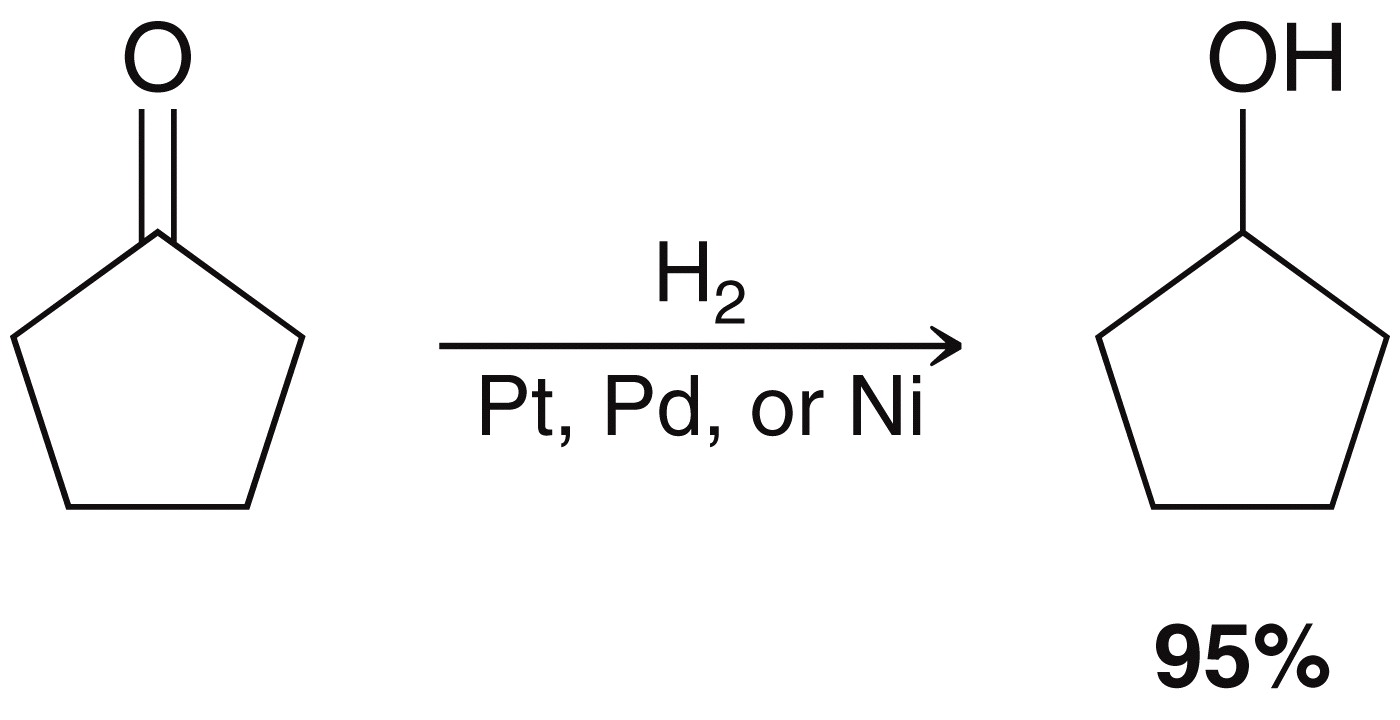 O
OH
H₂
Pt, Pd, or Ni
95%